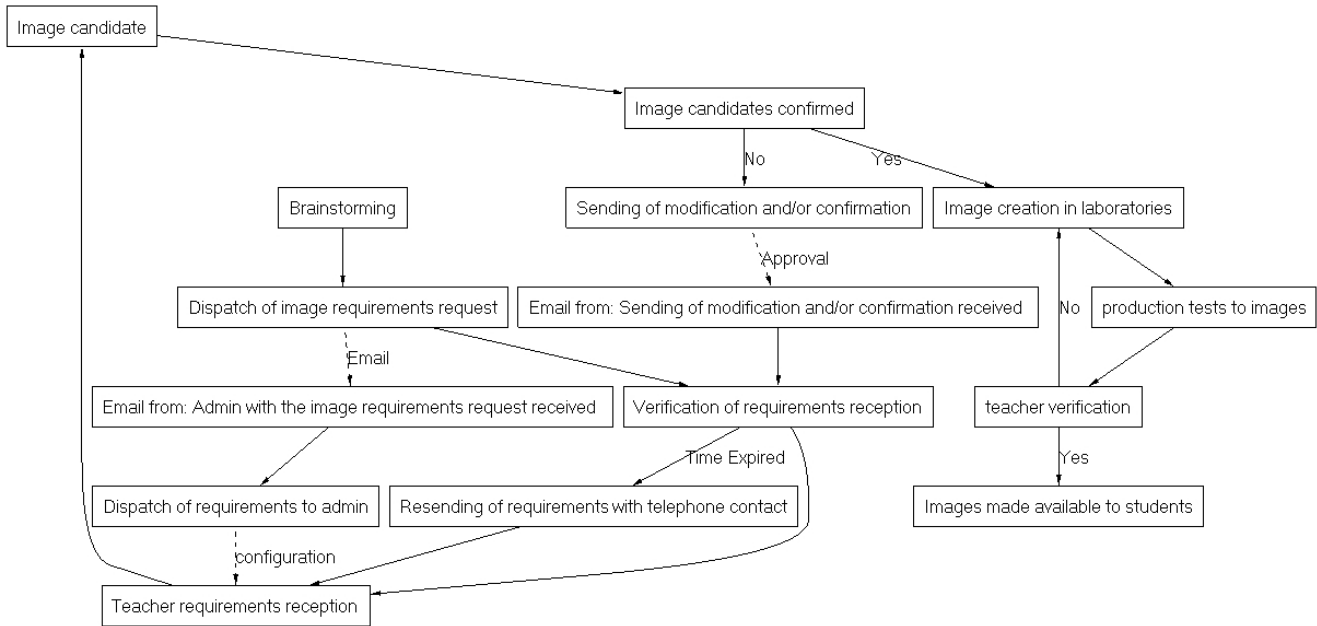 Image candidate
Image candidates confirmed
No
Yes
Brainstorming
Sending of modification and/or confirmation
Image creation in laboratories
Approval
Dispatch of image requirements request
Email from: Sending of modification and/or confirmation received
No
production tests to images
Email
Email from: Admin with the image requirements request received
Verification of requirements reception
teacher verification
Time Expired
Yes
Dispatch of requirements to admin
Resending of requirements with telephone contact
Images made available to students
configuration
Teacher requirements reception